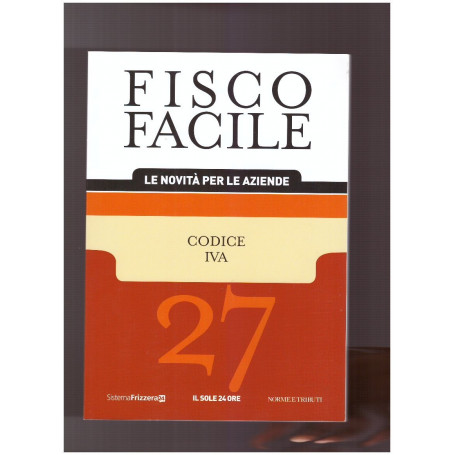 FISCO
FACILE
LE NOVITÀ PER LE AZIENDE
CODICE
IVA
27
SistemaFrizzera24
IL SOLE 24 ORE
NORME E TRIBUTI